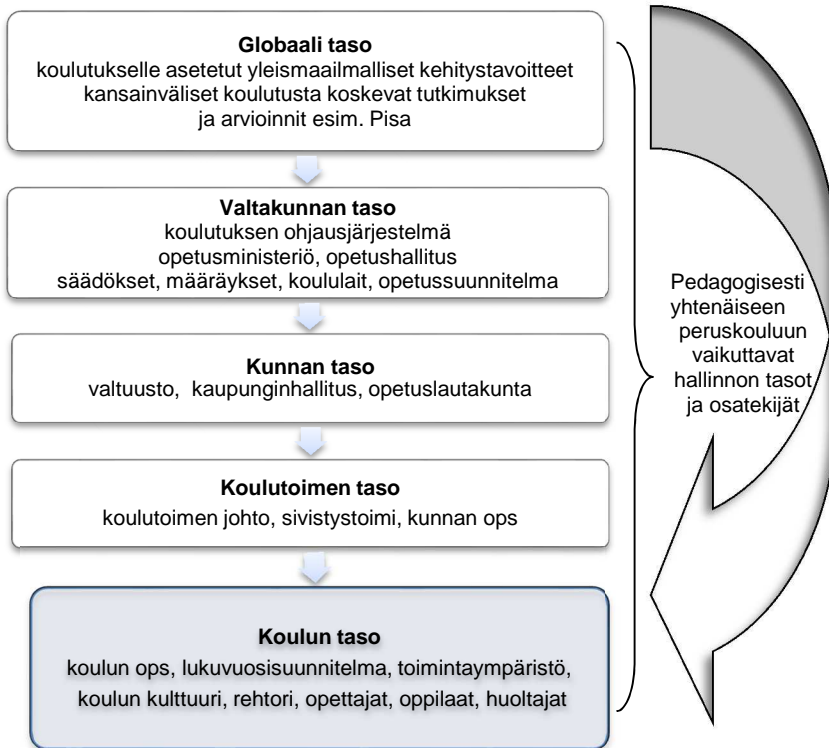 Globaali taso
koulutukselle asetetut yleismaailmalliset kehitystavoitteet
kansainväliset koulutusta koskevat tutkimukset
ja arvioinnit esim. Pisa
Valtakunnan taso
koulutuksen ohjausjärjestelmä
opetusministeriö, opetushallitus
säädökset, määräykset, koululait, opetussuunnitelma
Kunnan taso
valtuusto, kaupunginhallitus, opetuslautakunta
Koulutoimen taso
koulutoimen johto, sivistystoimi, kunnan ops
Koulun taso
koulun ops, lukuvuosisuunnitelma, toimintaympäristö,
koulun kulttuuri, rehtori, opettajat, oppilaat, huoltajat
Pedagogisesti
yhtenäiseen
peruskouluun
vaikuttavat
hallinnon tasot
ja osatekijät